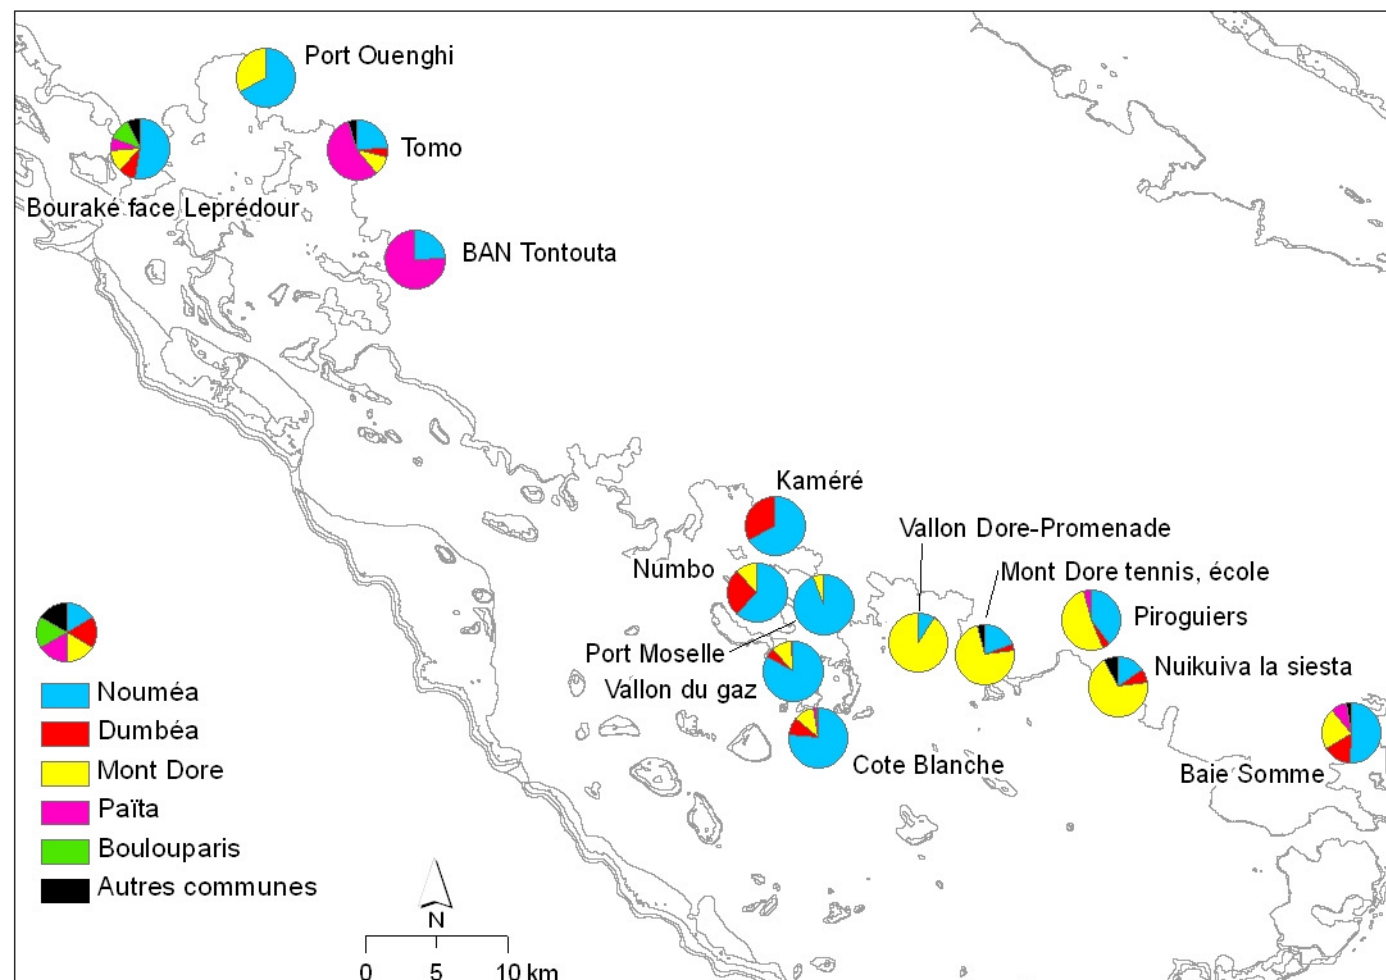 Port Ouenghi
Tomo
Bouraké face Leprédour
BAN Tontouta
Kaméré
Vallon Dore-Promenade
Numbo
Mont Dore tennis, école
Piroguiers
Port Moselle
Nuikuiva la siesta
Vallon du gaz
Cote Blanche
Baie Somme
Nouméa
Dumbéa
Mont Dore
Païta
Boulouparis
Autres communes
N
0 5 10 km